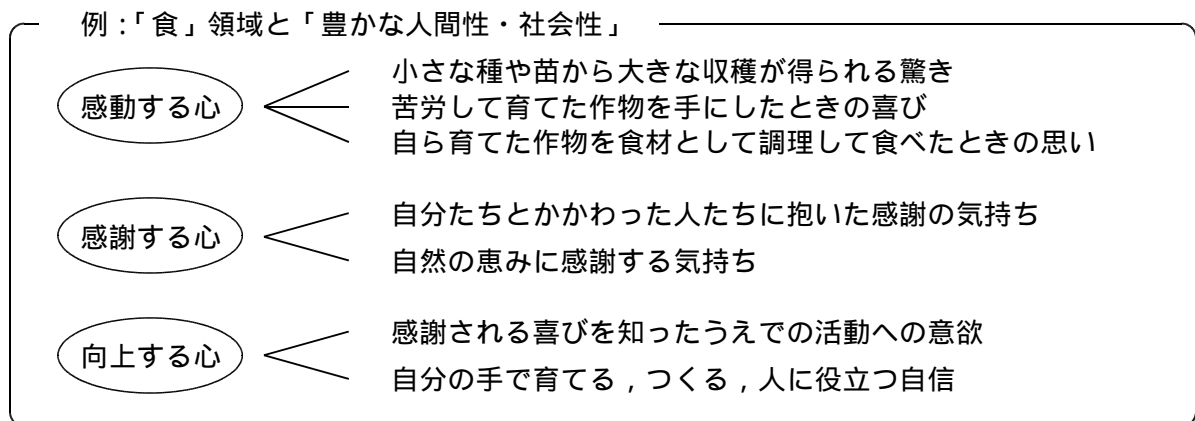 例:「食」領域と「豊かな人間性・社会性」
感動する心
小さな種や苗から大きな収穫が得られる驚き
苦労して育てた作物を手にしたときの喜び
自ら育てた作物を食材として調理して食べたときの思い
感謝する心
自分たちとかかわった人たちに抱いた感謝の気持ち
自然の恵みに感謝する気持ち
向上する心
感謝される喜びを知ったうえでの活動への意欲
自分の手で育てる,つくる,人に役立つ自信